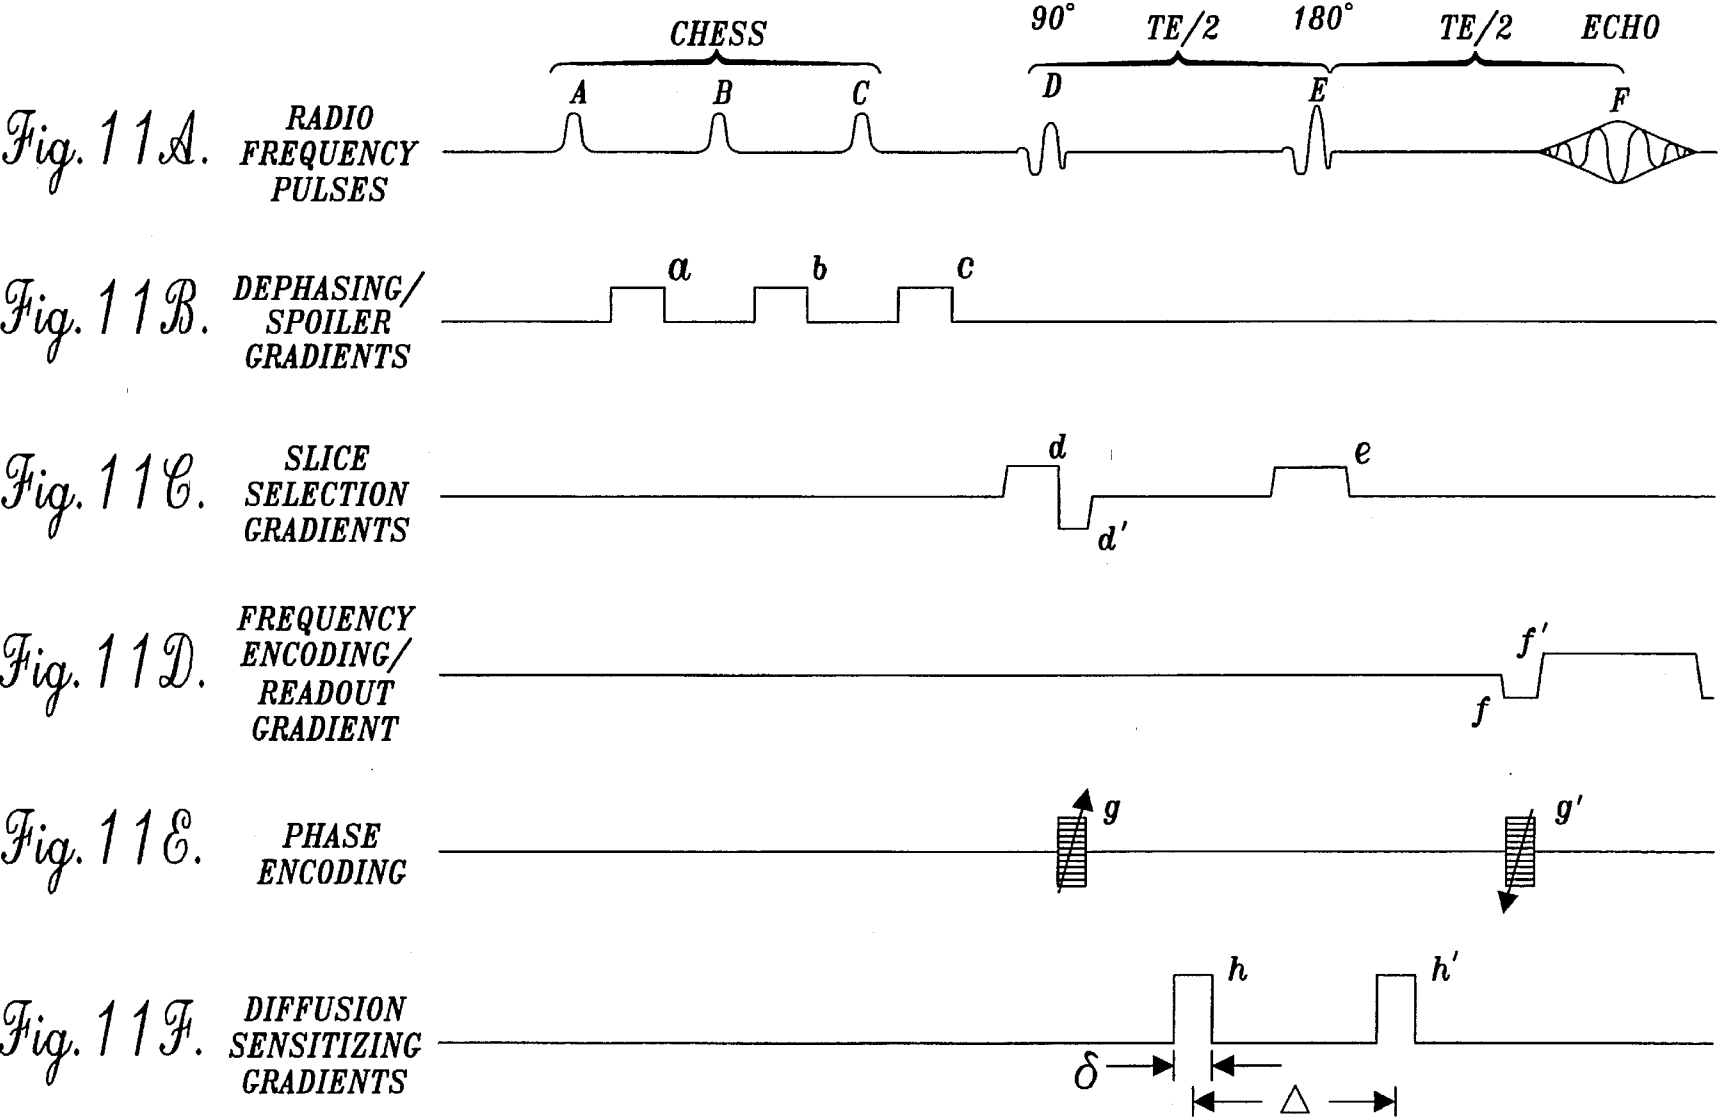 CHESS
90°
TE/2
180°
TE/2
ECHO
A
B
C
D
E
F
Fig. 11A.
RADIO
FREQUENCY
PULSES
a
b
c
Fig. 11B.
DEPHASING/
SPOILER
GRADIENTS
d
e
Fig. 11C.
SLICE
SELECTION
GRADIENTS
d'
Fig. 11D.
FREQUENCY
ENCODING/
READOUT
GRADIENT
f'
f
Fig. 11E.
PHASE
ENCODING
g
g'
h
h'
Fig. 11F.
DIFFUSION
SENSITIZING
GRADIENTS
δ
Δ